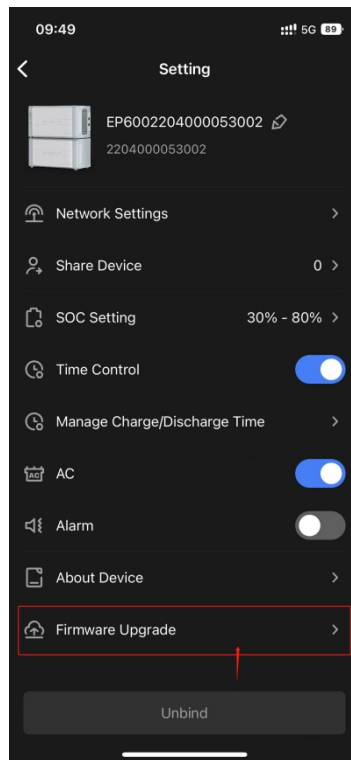 09:49
5G 89
Setting
EP6002204000053002
2204000053002
Network Settings
Share Device 0
SOC Setting 30% - 80%
Time Control
Manage Charge/Discharge Time
AC AC
Alarm
About Device
Firmware Upgrade
Unbind